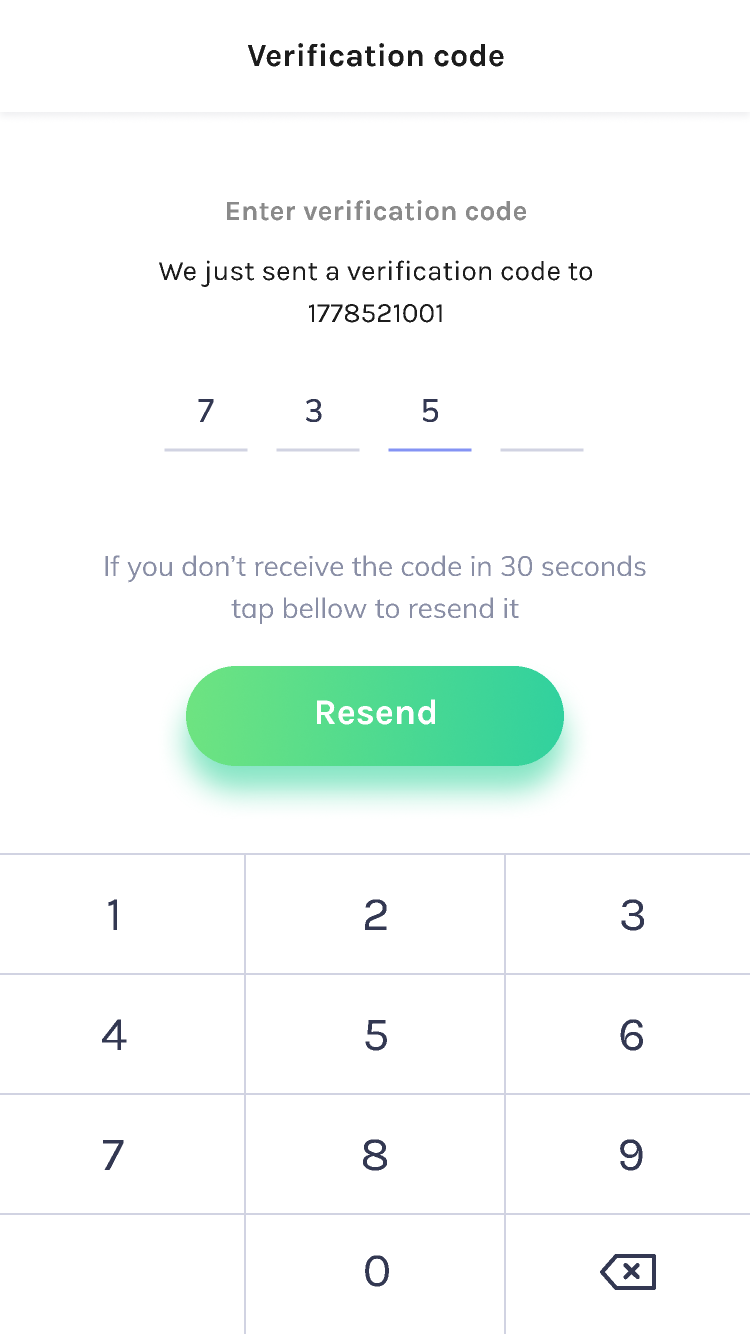 Verification code
Enter verification code
We just sent a verification code to
1778521001
7 3 5
If you don’t receive the code in 30 seconds
tap bellow to resend it
Resend
1 2 3
4 5 6
7 8 9
0